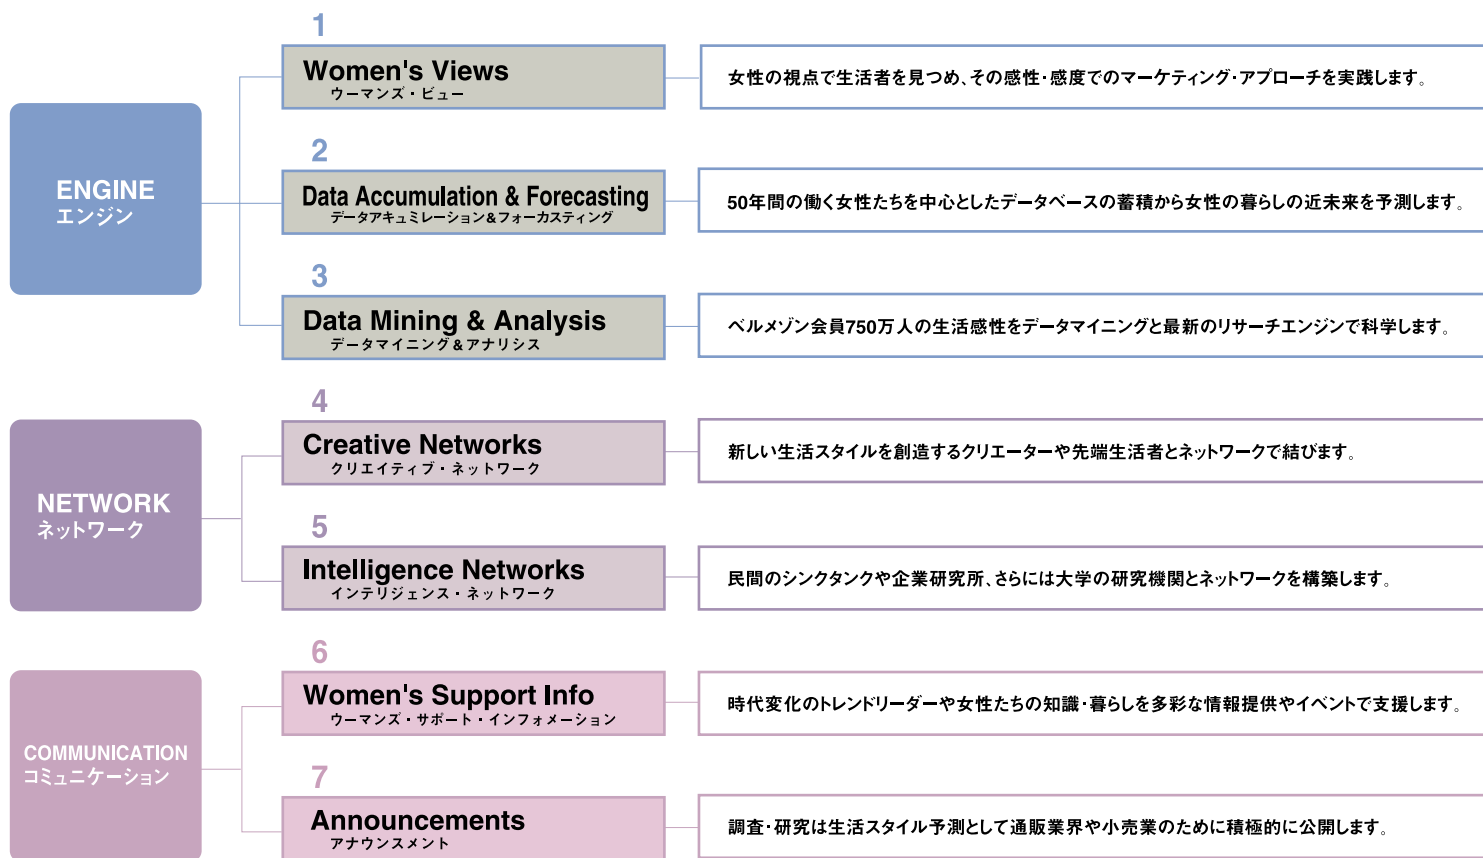 ENGINE
エンジン
1
Women's Views
ウーマンズ・ビュー
女性の視点で生活者を見つめ、その感性・感度でのマーケティング・アプローチを実践します。
2
Data Accumulation & Forecasting
データアキュミレーション&フォーカスティング
50年間の働く女性たちを中心としたデータベースの蓄積から女性の暮らしの近未来を予測します。
3
Data Mining & Analysis
データマイニング&アナリシス
ベルメゾン会員750万人の生活感性をデータマイニングと最新のリサーチエンジンで科学します。
NETWORK
ネットワーク
4
Creative Networks
クリエイティブ・ネットワーク
新しい生活スタイルを創造するクリエーターや先端生活者とネットワークで結びます。
5
Intelligence Networks
インテリジェンス・ネットワーク
民間のシンクタンクや企業研究所、さらには大学の研究機関とネットワークを構築します。
COMMUNICATION
コミュニケーション
6
Women's Support Info
ウーマンズ・サポート・インフォメーション
時代変化のトレンドリーダーや女性たちの知識・暮らしを多彩な情報提供やイベントで支援します。
7
Announcements
アナウンスメント
調査・研究は生活スタイル予測として通販業界や小売業のために積極的に公開します。